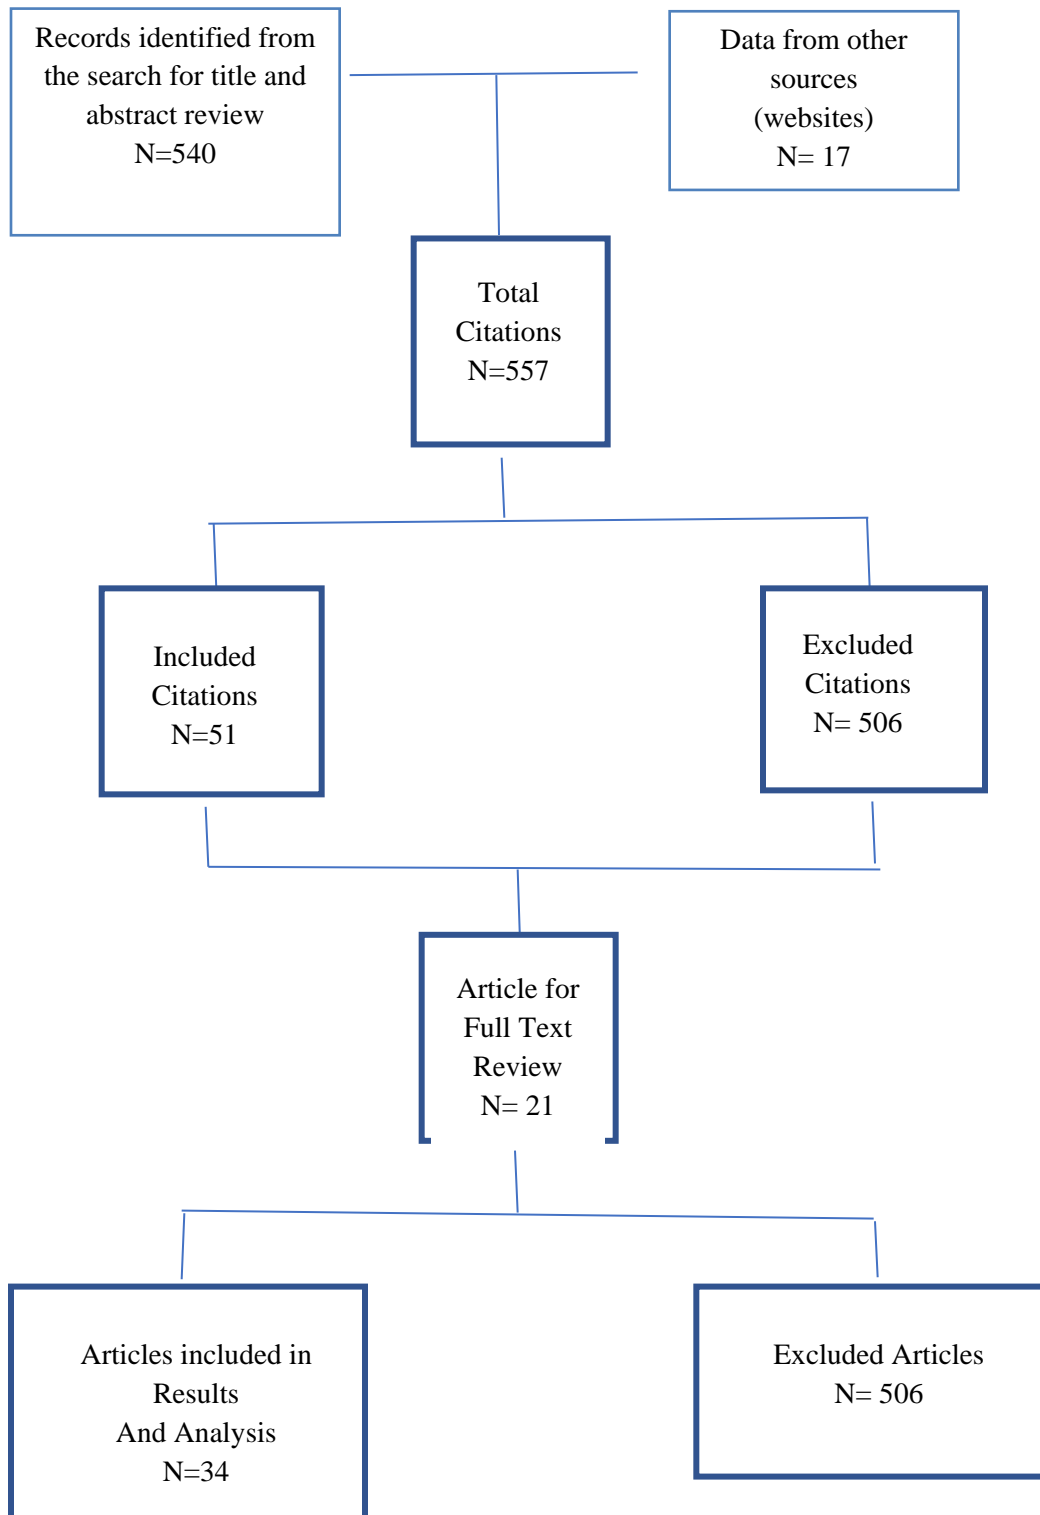 Records identified from
the search for title and
abstract review
N=540
Data from other
sources
(websites)
N= 17
Total
Citations
N=557
Included
Citations
N=51
Excluded
Citations
N= 506
Article for
Full Text
Review
N= 21
Articles included in
Results
And Analysis
N=34
Excluded Articles
N= 506